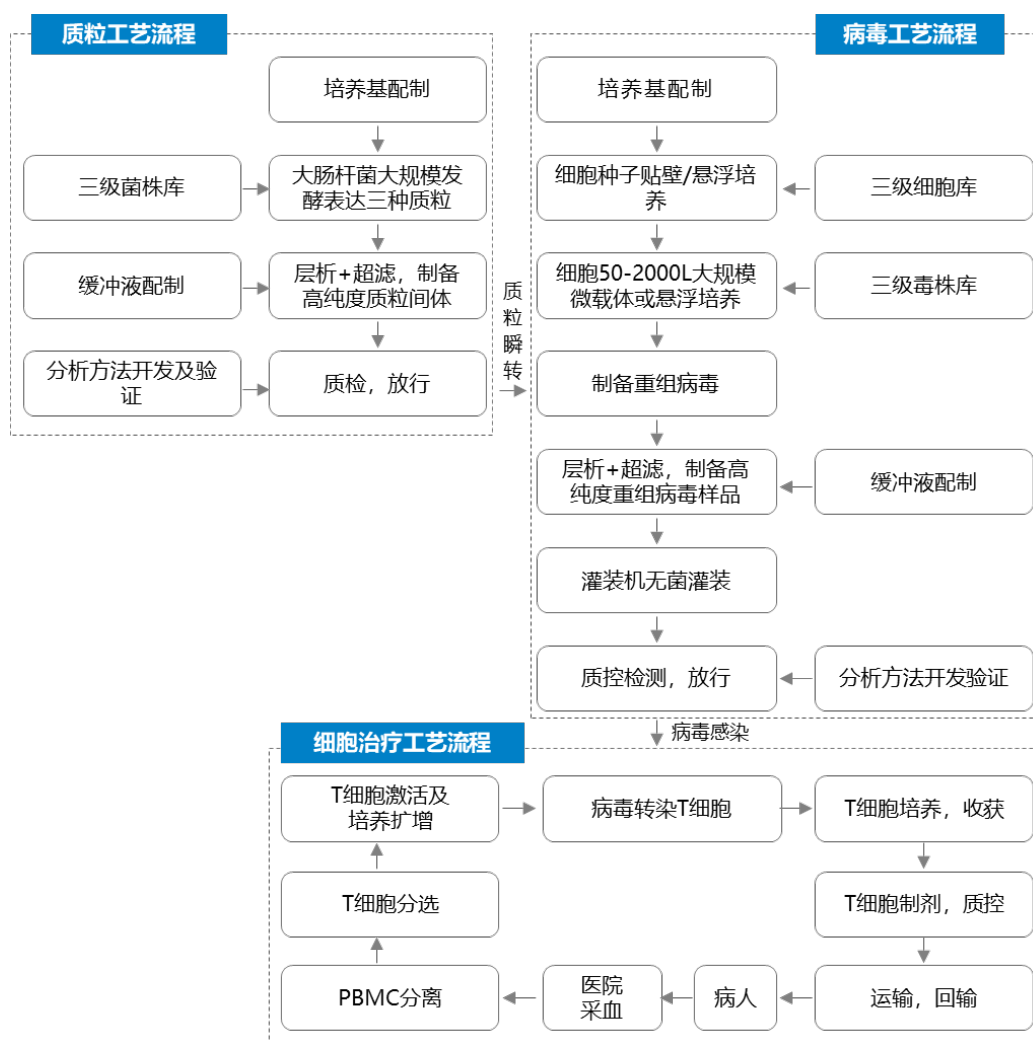 质粒工艺流程
培养基配制
三级菌株库
大肠杆菌大规模发
酵表达三种质粒
缓冲液配制
层析+超滤，制备
高纯度质粒间体
分析方法开发及验
证
质检，放行
质
粒
瞬
转
病毒工艺流程
培养基配制
细胞种子贴壁/悬浮培
养
三级细胞库
细胞50-2000L大规模
微载体或悬浮培养
三级毒株库
制备重组病毒
层析+超滤，制备高
纯度重组病毒样品
缓冲液配制
灌装机无菌灌装
质控检测，放行
分析方法开发验证
病毒感染
细胞治疗工艺流程
T细胞激活及
培养扩增
病毒转染T细胞
T细胞培养，收获
T细胞分选
T细胞制剂，质控
PBMC分离
医院
采血
病人
运输，回输